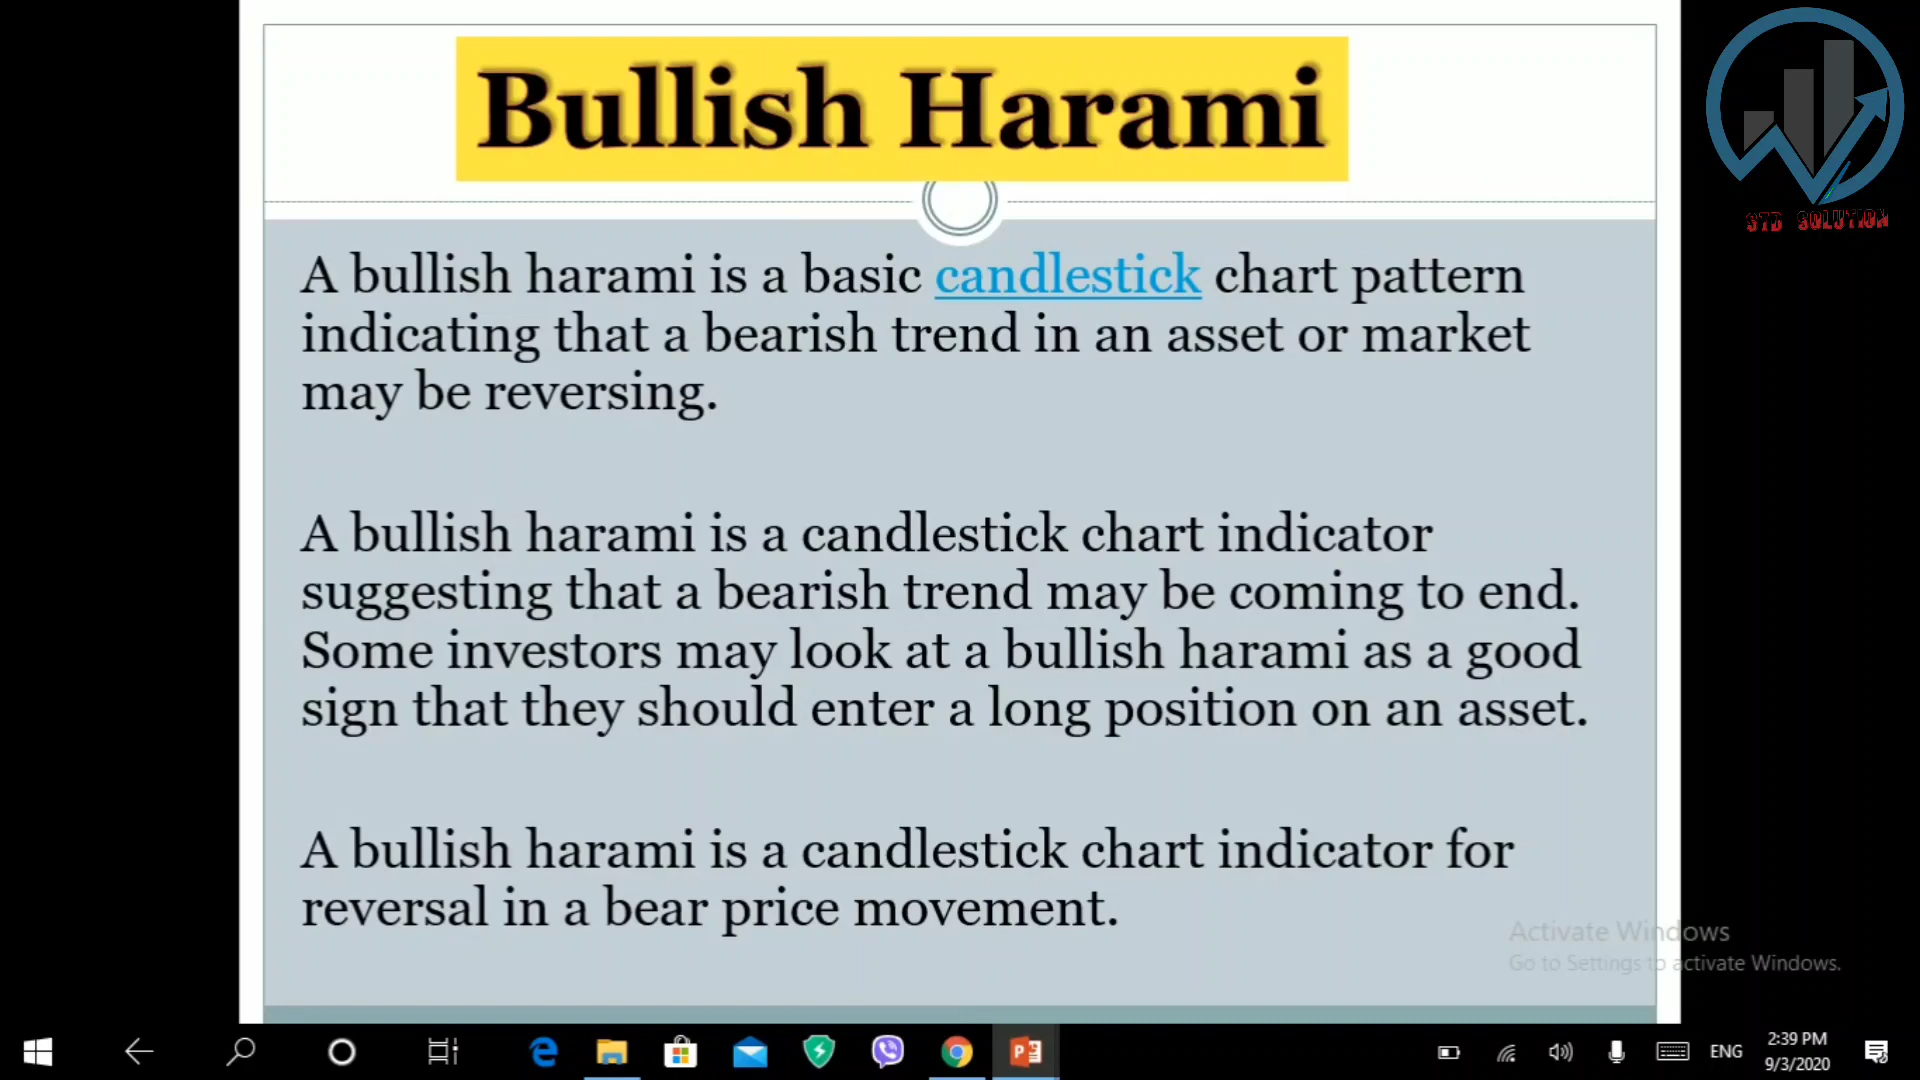 Bullish Harami
STD SOLUTION
A bullish harami is a basic candlestick chart pattern
indicating that a bearish trend in an asset or market
may be reversing.
A bullish harami is a candlestick chart indicator
suggesting that a bearish trend may be coming to end.
Some investors may look at a bullish harami as a good
sign that they should enter a long position on an asset.
A bullish harami is a candlestick chart indicator for
reversal in a bear price movement.
Activate Windows
Go to Settings to activate Windows.
ENG
2:39 PM
9/3/2020